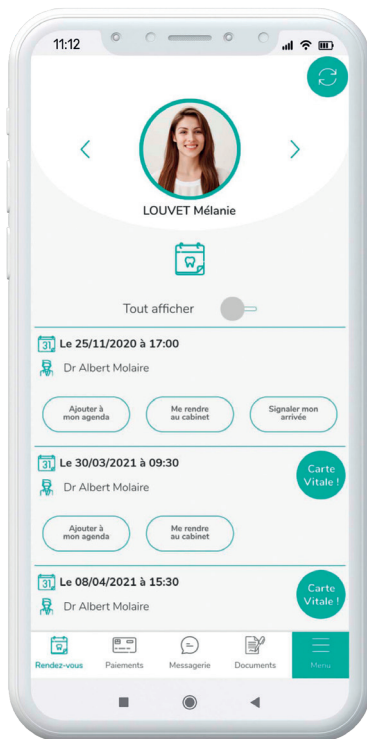 11:12
LOUVET Mélanie
Tout afficher
31 Le 25/11/2020 à 17:00
Dr Albert Molaire
Ajouter à
mon agenda
Me rendre
au cabinet
Signaler mon
arrivée
31 Le 30/03/2021 à 09:30
Carte
Vitale !
Dr Albert Molaire
Ajouter à
mon agenda
Me rendre
au cabinet
31 Le 08/04/2021 à 15:30
Carte
Vitale !
Dr Albert Molaire
Rendez-vous
Paiements
Messagerie
Documents
Menu